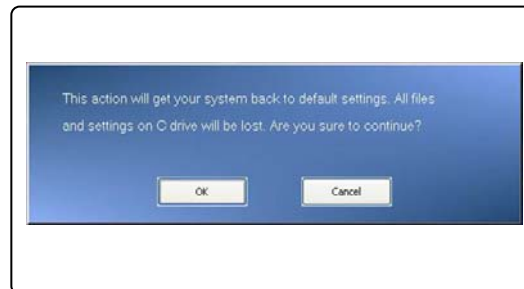 This action will get your system back to default settings. All files
and settings on C drive will be lost. Are you sure to continue?
OK
Cancel